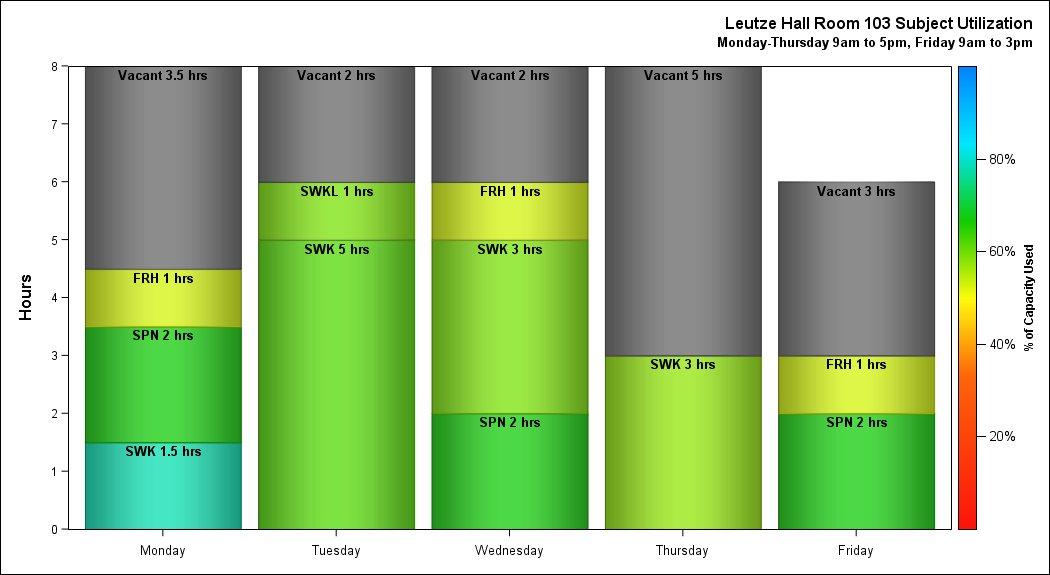 Leutze Hall Room 103 Subject Utilization
Monday-Thursday 9am to 5pm, Friday 9am to 3pm
Hours
8
7
6
5
4
3
2
1
0
Vacant 3.5 hrs
FRH 1 hrs
SPN 2 hrs
SWK 1.5 hrs
Vacant 2 hrs
SWKL 1 hrs
SWK 5 hrs
Vacant 2 hrs
FRH 1 hrs
SWK 3 hrs
SPN 2 hrs
Vacant 5 hrs
SWK 3 hrs
Vacant 3 hrs
FRH 1 hrs
SPN 2 hrs
Monday
Tuesday
Wednesday
Thursday
Friday
80%
60%
40%
20%
% of Capacity Used